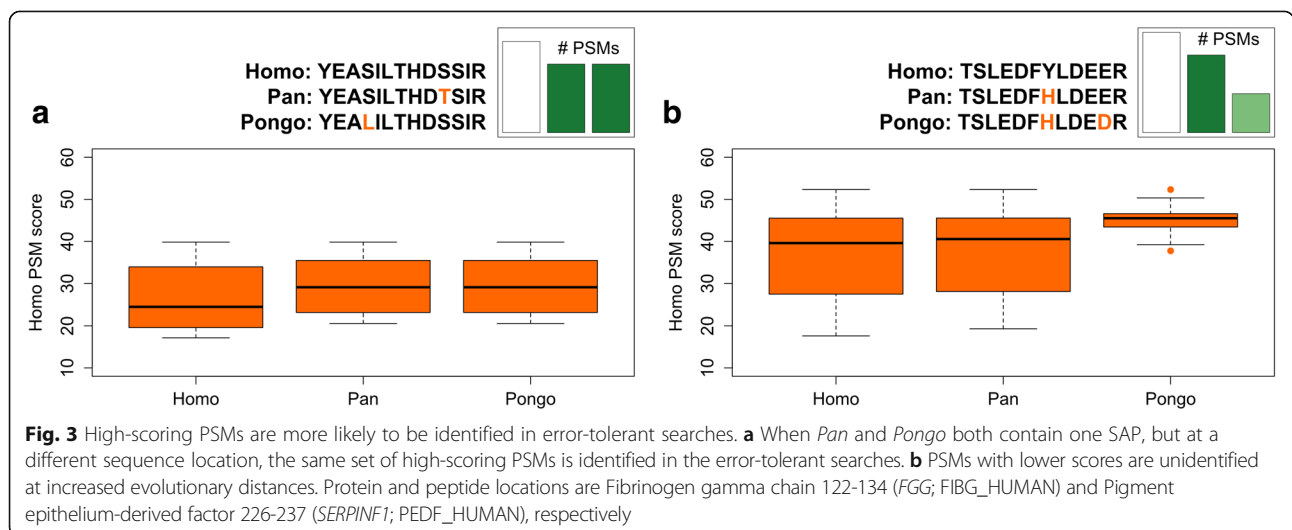 # PSMs
Homo: YEASILTHDSSIR
Pan: YEASILTHDTSIR
Pongo: YEALILTHDSSIR
a
Homo PSM score
60
50
40
30
20
10
Homo Pan Pongo
# PSMs
Homo: TSLEDFYLDEER
Pan: TSLEDFHLDEER
Pongo: TSLEDFHLDEDR
b
Homo PSM score
60
50
40
30
20
10
Homo Pan Pongo
Fig. 3 High-scoring PSMs are more likely to be identified in error-tolerant searches. a When Pan and Pongo both contain one SAP, but at a
different sequence location, the same set of high-scoring PSMs is identified in the error-tolerant searches. b PSMs with lower scores are unidentified
at increased evolutionary distances. Protein and peptide locations are Fibrinogen gamma chain 122-134 (FGG; FIBG_HUMAN) and Pigment
epithelium-derived factor 226-237 (SERPINF1; PEDF_HUMAN), respectively